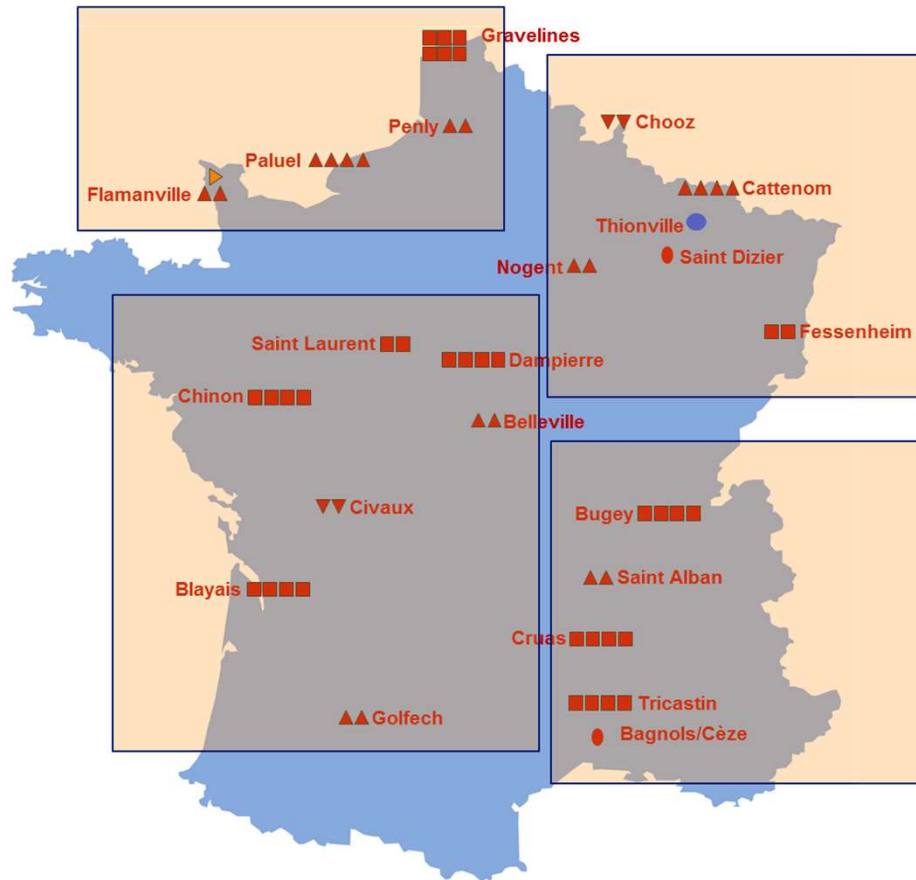 Gravelines
Penly
Chooz
Paluel
Flamanville
Cattenom
Thionville
Saint Dizier
Nogent
Fessenheim
Saint Laurent
Dampierre
Chinon
Belleville
Civaux
Bugey
Saint Alban
Blayais
Cruas
Tricastin
Golfech
Bagnols/Cèze